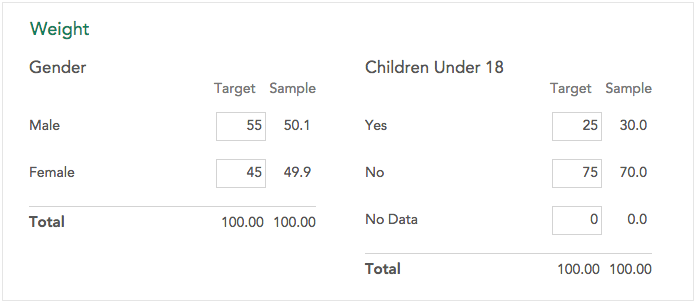 Weight
Gender
Target Sample
Male 55 50.1
Female 45 49.9
Total 100.00 100.00
Children Under 18
Target Sample
Yes 25 30.0
No 75 70.0
No Data 0 0.0
Total 100.00 100.00